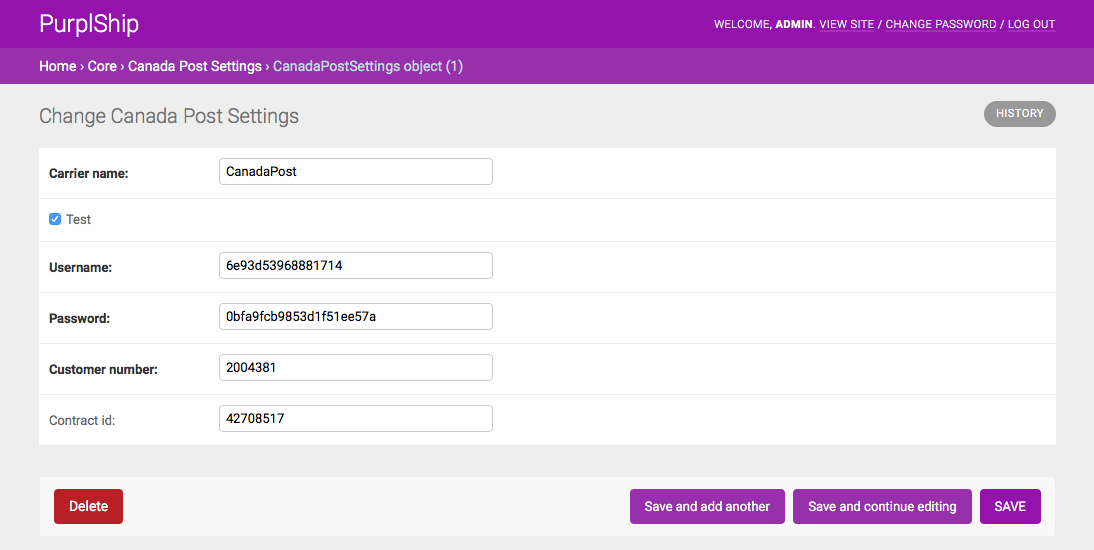 PurplShip
WELCOME, ADMIN. VIEW SITE / CHANGE PASSWORD / LOG OUT
Home › Core › Canada Post Settings › CanadaPostSettings object (1)
Change Canada Post Settings
HISTORY
Carrier name: CanadaPost
Test
Username: 6e93d53968881714
Password: 0bfa9fcb9853d1f51ee57a
Customer number: 2004381
Contract id: 42708517
Delete
Save and add another
Save and continue editing
SAVE